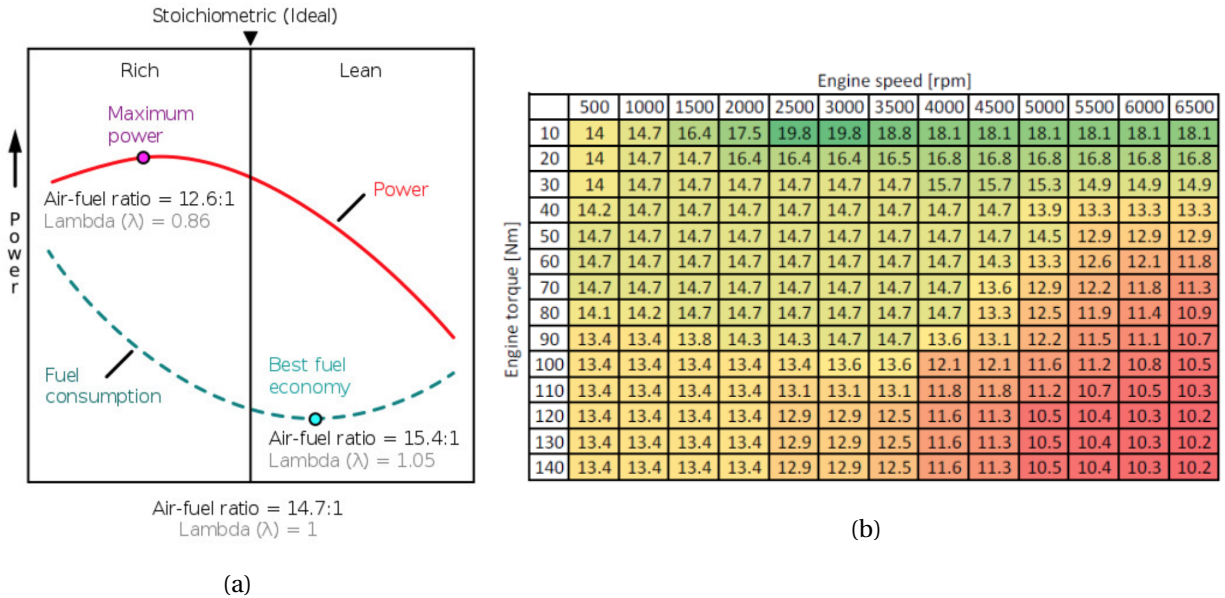 Stoichiometric (Ideal)
Rich
Lean
Maximum
power
Power
Power
Air-fuel ratio = 12.6:1
Lambda (λ) = 0.86
Fuel
consumption
Best fuel
economy
Air-fuel ratio = 15.4:1
Lambda (λ) = 1.05
Air-fuel ratio = 14.7:1
Lambda (λ) = 1
(a)
Engine speed [rpm]
Engine torque [Nm]
500 1000 1500 2000 2500 3000 3500 4000 4500 5000 5500 6000 6500
10 14 14.7 16.4 17.5 19.8 19.8 18.8 18.1 18.1 18.1 18.1 18.1 18.1
20 14 14.7 14.7 16.4 16.4 16.4 16.5 16.8 16.8 16.8 16.8 16.8 16.8
30 14 14.7 14.7 14.7 14.7 14.7 14.7 15.7 15.7 15.3 14.9 14.9 14.9
40 14.2 14.7 14.7 14.7 14.7 14.7 14.7 14.7 14.7 13.9 13.3 13.3 13.3
50 14.7 14.7 14.7 14.7 14.7 14.7 14.7 14.7 14.7 14.5 12.9 12.9 12.9
60 14.7 14.7 14.7 14.7 14.7 14.7 14.7 14.7 14.3 13.3 12.6 12.1 11.8
70 14.7 14.7 14.7 14.7 14.7 14.7 14.7 14.7 13.6 12.9 12.2 11.8 11.3
80 14.1 14.2 14.7 14.7 14.7 14.7 14.7 14.7 13.3 12.5 11.9 11.4 10.9
90 13.4 13.4 13.8 14.3 14.3 14.7 14.7 13.6 13.1 12.2 11.5 11.1 10.7
100 13.4 13.4 13.4 13.4 13.4 13.6 13.6 12.1 12.1 11.6 11.2 10.8 10.5
110 13.4 13.4 13.4 13.4 13.1 13.1 13.1 11.8 11.8 11.2 10.7 10.5 10.3
120 13.4 13.4 13.4 13.4 12.9 12.9 12.5 11.6 11.3 10.5 10.4 10.3 10.2
130 13.4 13.4 13.4 13.4 12.9 12.9 12.5 11.6 11.3 10.5 10.4 10.3 10.2
140 13.4 13.4 13.4 13.4 12.9 12.9 12.5 11.6 11.3 10.5 10.4 10.3 10.2
(b)